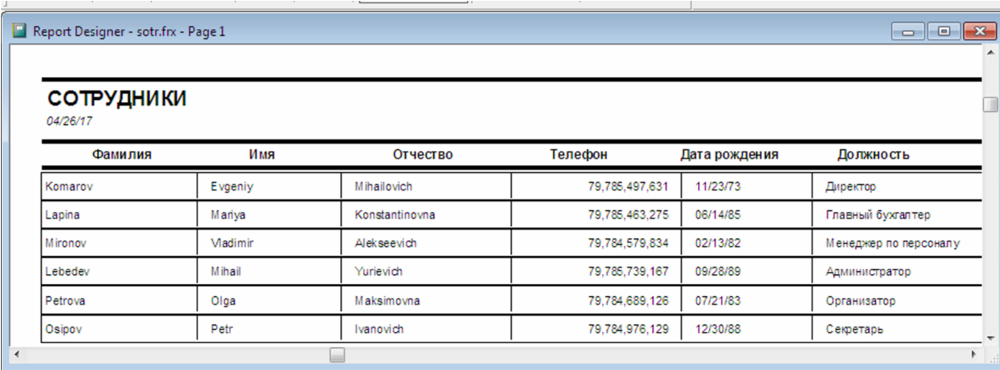 Report Designer - sotr.frx - Page 1
СОТРУДНИКИ
04/26/17
Фамилия Имя Отчество Телефон Дата рождения Должность
Komarov Evgeniy Mihailovich 79,785,497,631 11/23/73 Директор
Lapina Mariya Konstantinovna 79,785,463,275 06/14/85 Главный бухгалтер
Mironov Vladimir Alekseevich 79,784,579,834 02/13/82 Менеджер по персоналу
Lebedev Mihail Yurievich 79,785,739,167 09/28/89 Администратор
Petrova Olga Maksimovna 79,784,689,126 07/21/83 Организатор
Osipov Petr Ivanovich 79,784,976,129 12/30/88 Секретарь